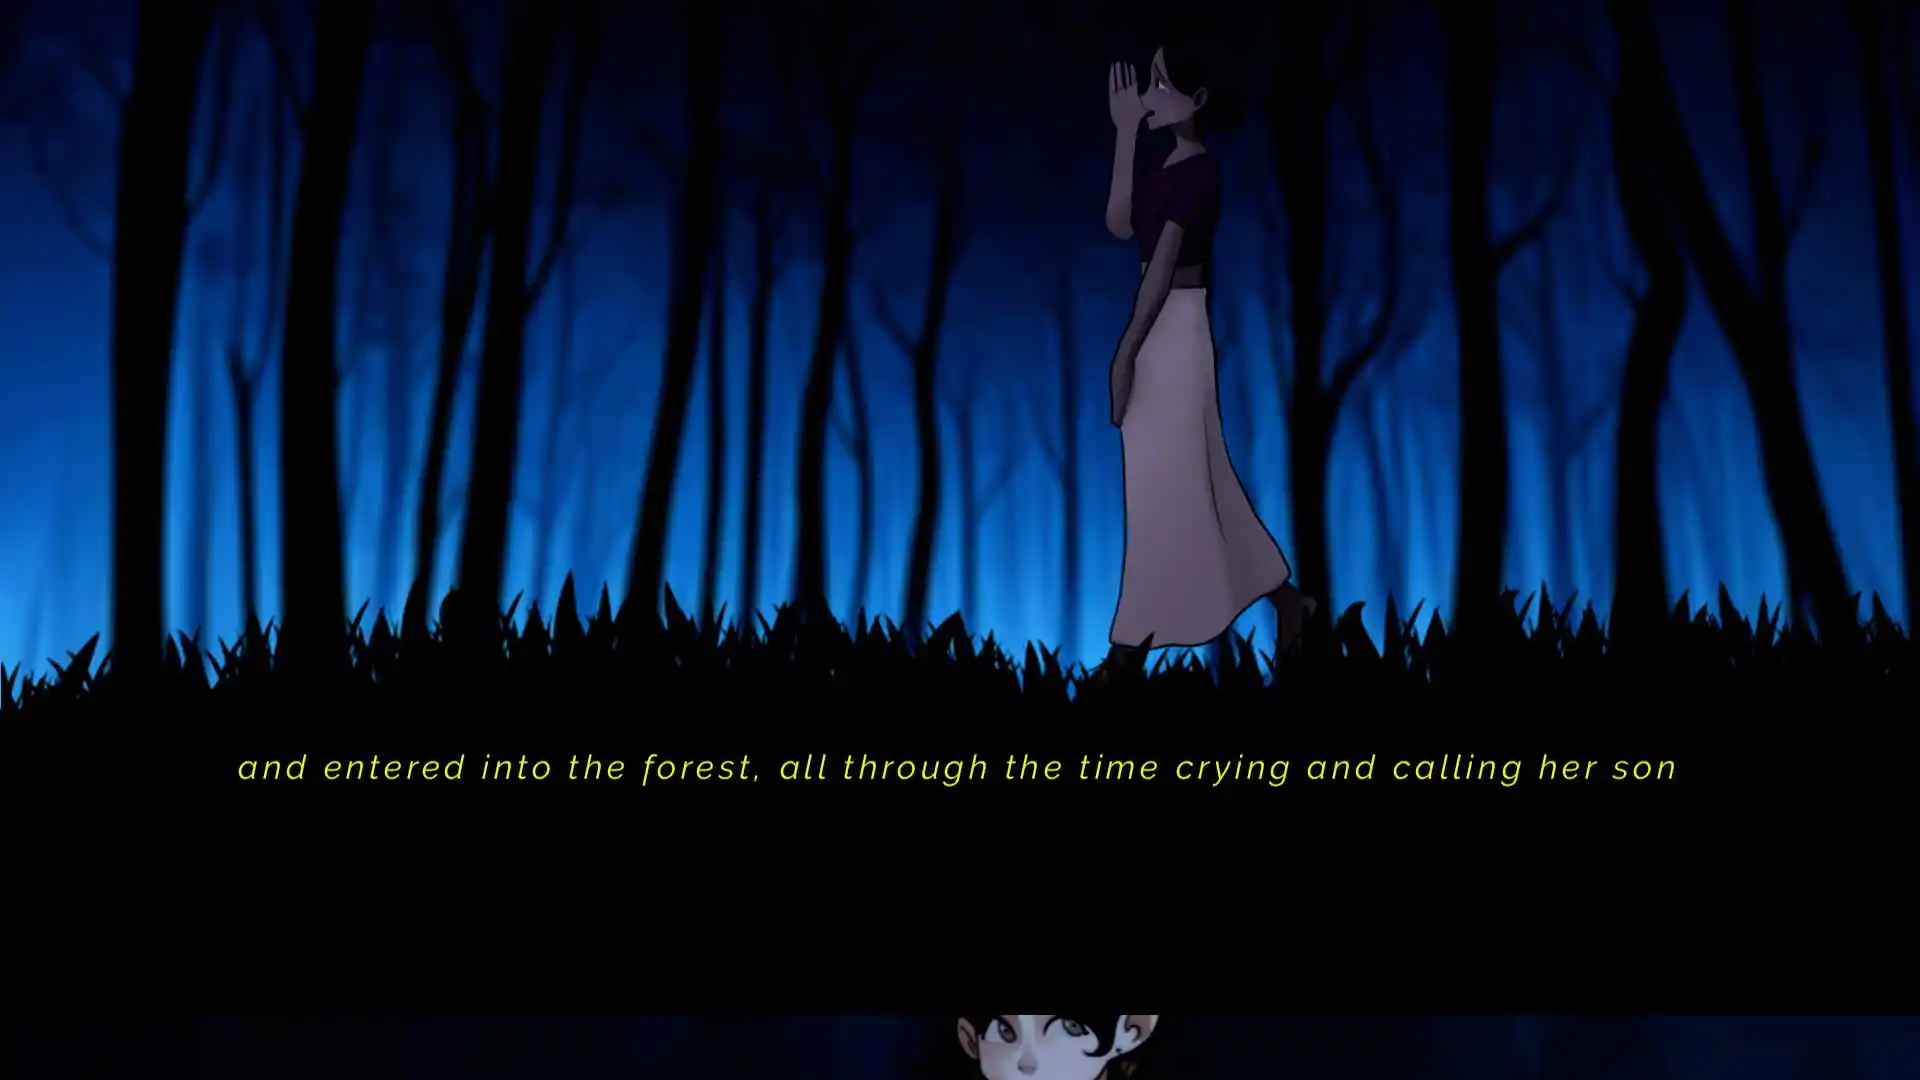 and entered into the forest, all through the time crying and calling her son